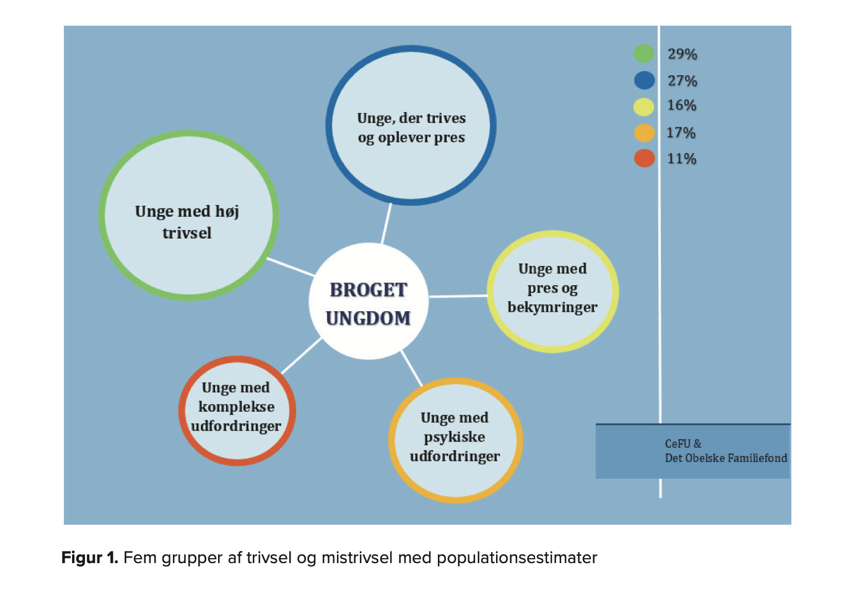 Unge, der trives
og oplever pres
Unge med høj
trivsel
Unge med
pres og
bekymringer
BROGET
UNGDOM
Unge med
komplekse
udfordringer
Unge med
psykiske
udfordringer
29%
27%
16%
17%
11%
CeFU &
Det Obelske Familiefond
Figur 1. Fem grupper af trivsel og mistrivsel med populationsestimater